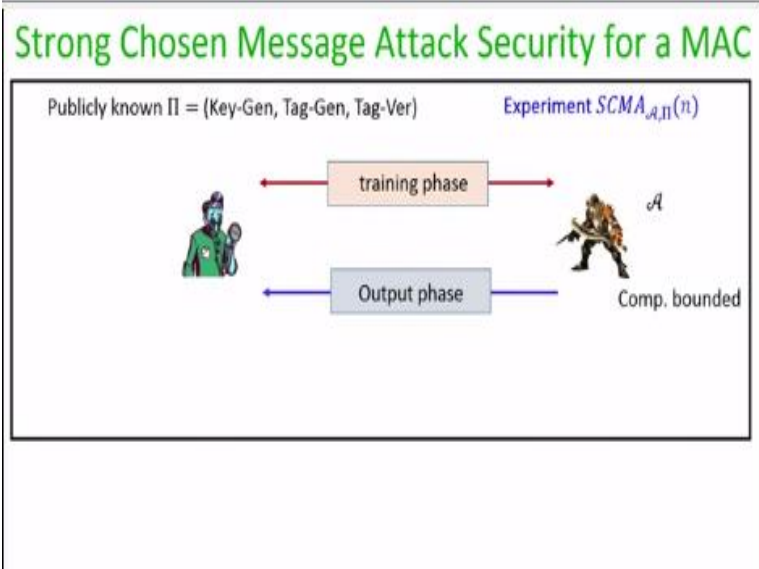 Strong Chosen Message Attack Security for a MAC
Publicly known Π = (Key-Gen, Tag-Gen, Tag-Ver) Experiment 𝑆𝐶𝑀𝐴𝒜,Π(𝑛)
training phase
𝒜
Output phase
Comp. bounded